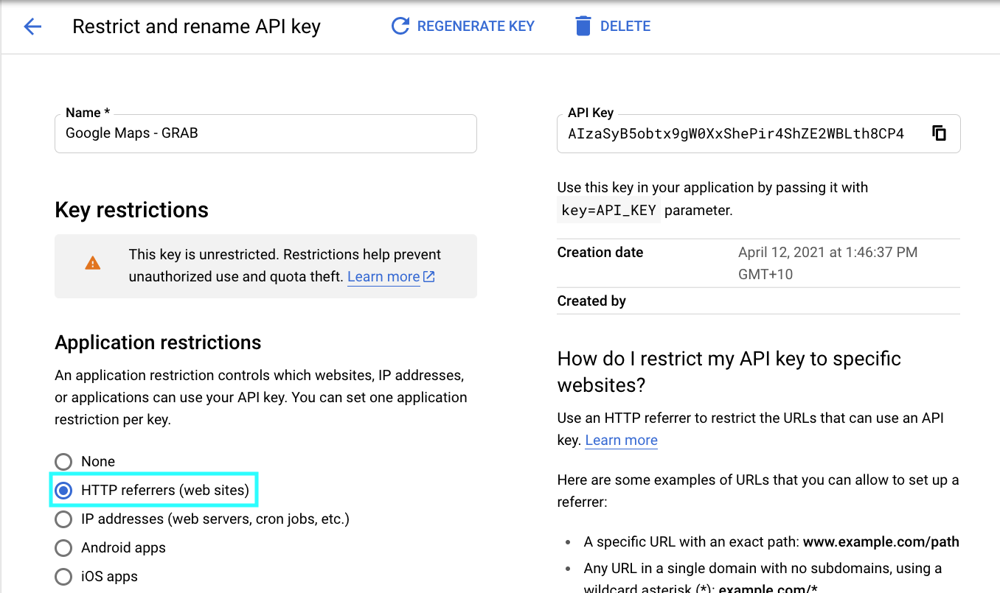 Restrict and rename API key
REGENERATE KEY
DELETE
Name *
Google Maps - GRAB
Key restrictions
This key is unrestricted. Restrictions help prevent
unauthorized use and quota theft. Learn more
Application restrictions
An application restriction controls which websites, IP addresses,
or applications can use your API key. You can set one application
restriction per key.
None
HTTP referrers (web sites)
IP addresses (web servers, cron jobs, etc.)
Android apps
iOS apps
API Key
AIzaSyB5obtx9gW0XxShePir4ShZE2WBLth8CP4
Use this key in your application by passing it with
key=API_KEY parameter.
Creation date
April 12, 2021 at 1:46:37 PM
GMT+10
Created by
How do I restrict my API key to specific
websites?
Use an HTTP referrer to restrict the URLs that can use an API
key. Learn more
Here are some examples of URLs that you can allow to set up a
referrer:
• A specific URL with an exact path: www.example.com/path
• Any URL in a single domain with no subdomains, using a
wildcard asterisk (*): example.com/*